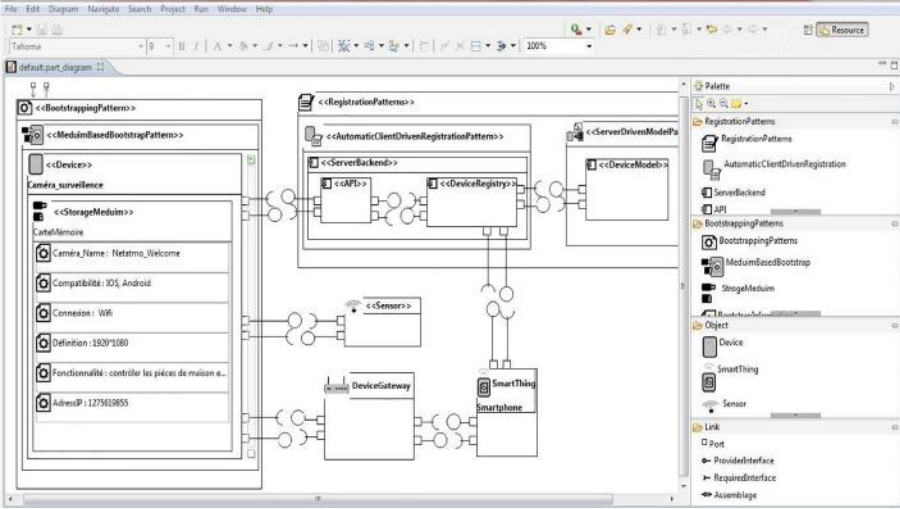 File Edit Diagram Navigate Search Project Run Window Help
Resource
Tahoma 9 B I A 100%
default.part_diagram
<<BootstrappingPattern>>
<<MeduimBasedBootstrapPattern>>
<<Device>>
Caméra_surveillence
<<StorageMeduim>>
CarteMémoire
Caméra_Name : Netatmo_Welcome
Compatibilité : IOS, Android
Connexion : Wifi
Définition : 1920*1080
Fonctionnalité : contrôler les pièces de maison e...
AdressIP : 1275619855
<<RegistrationPatterns>>
<<AutomaticClientDrivenRegistrationPattern>>
<<ServerBackend>>
<<API>>
<<DeviceRegistry>>
<<ServerDrivenModelPa
<<DeviceModel>>
<<Sensor>>
DeviceGateway
SmartThing
Smartphone
Palette
RegistrationPatterns
RegistrationPatterns
AutomaticClientDrivenRegistration
ServerBackend
API
BootstrappingPatterns
BootstrappingPatterns
MeduimBasedBootstrap
StrogeMeduim
Object
Device
SmartThing
Sensor
Link
Port
ProviderInterface
RequiredInterface
Assemblage